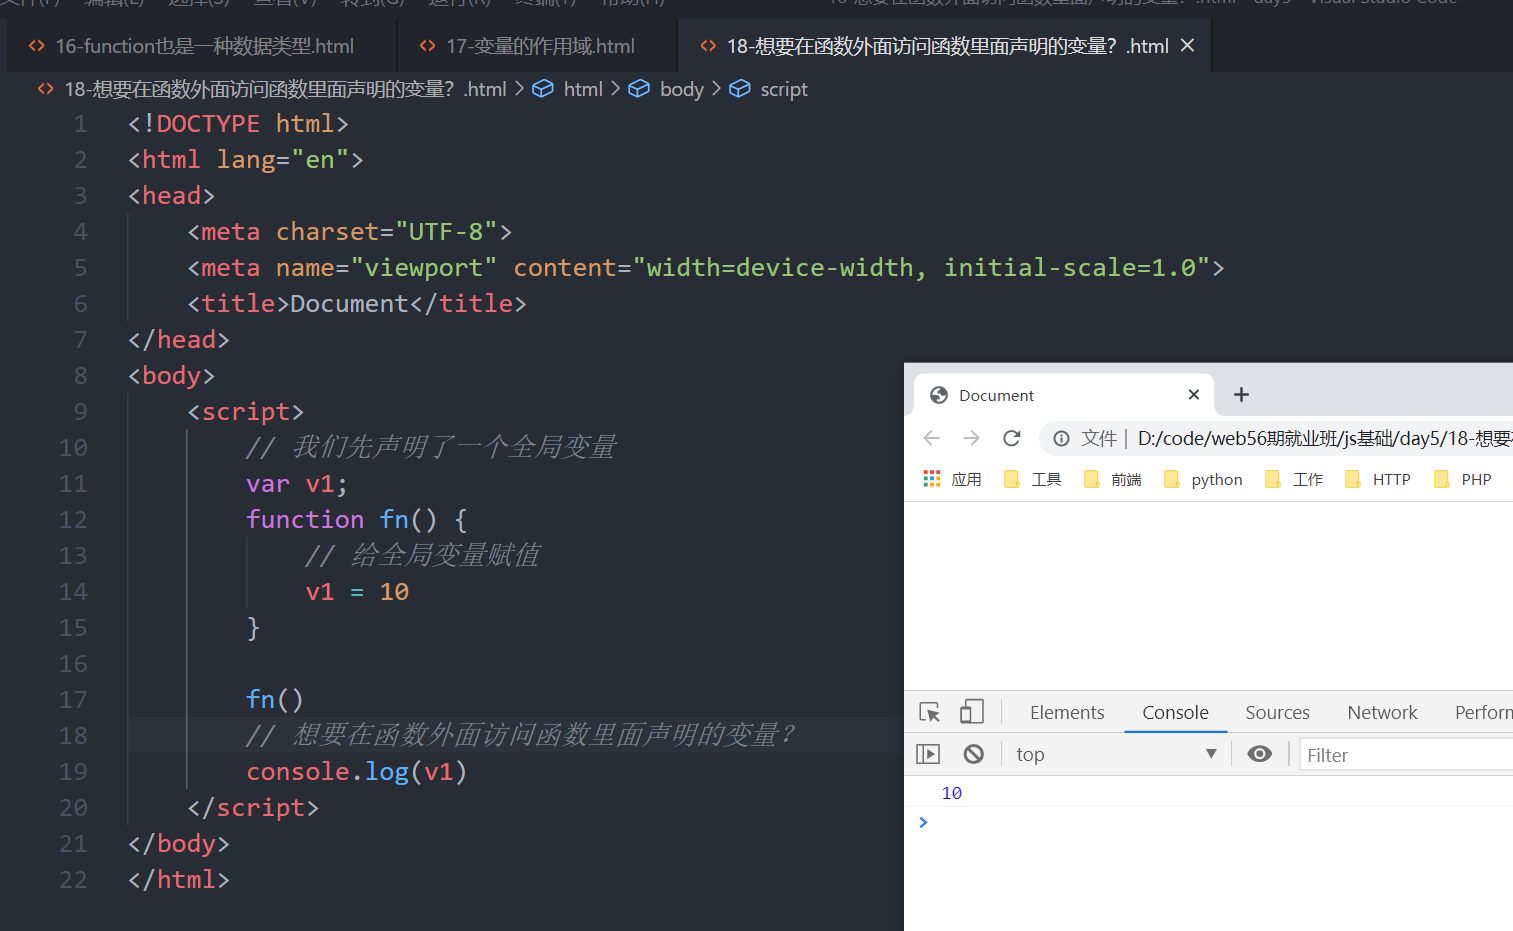 16-function也是一种数据类型.html
17-变量的作用域.html
18-想要在函数外面访问函数里面声明的变量？.html
18-想要在函数外面访问函数里面声明的变量？.html > html > body > script
1 <!DOCTYPE html>
2 <html lang="en">
3 <head>
4 <meta charset="UTF-8">
5 <meta name="viewport" content="width=device-width, initial-scale=1.0">
6 <title>Document</title>
7 </head>
8 <body>
9 <script>
10 // 我们先声明了一个全局变量
11 var v1;
12 function fn() {
13 // 给全局变量赋值
14 v1 = 10
15 }
16
17 fn()
18 // 想要在函数外面访问函数里面声明的变量？
19 console.log(v1)
20 </script>
21 </body>
22 </html>
Document
文件 | D:/code/web56期就业班/js基础/day5/18-想要
应用 工具 前端 python 工作 HTTP PHP
Elements Console Sources Network Perform
top Filter
10
>